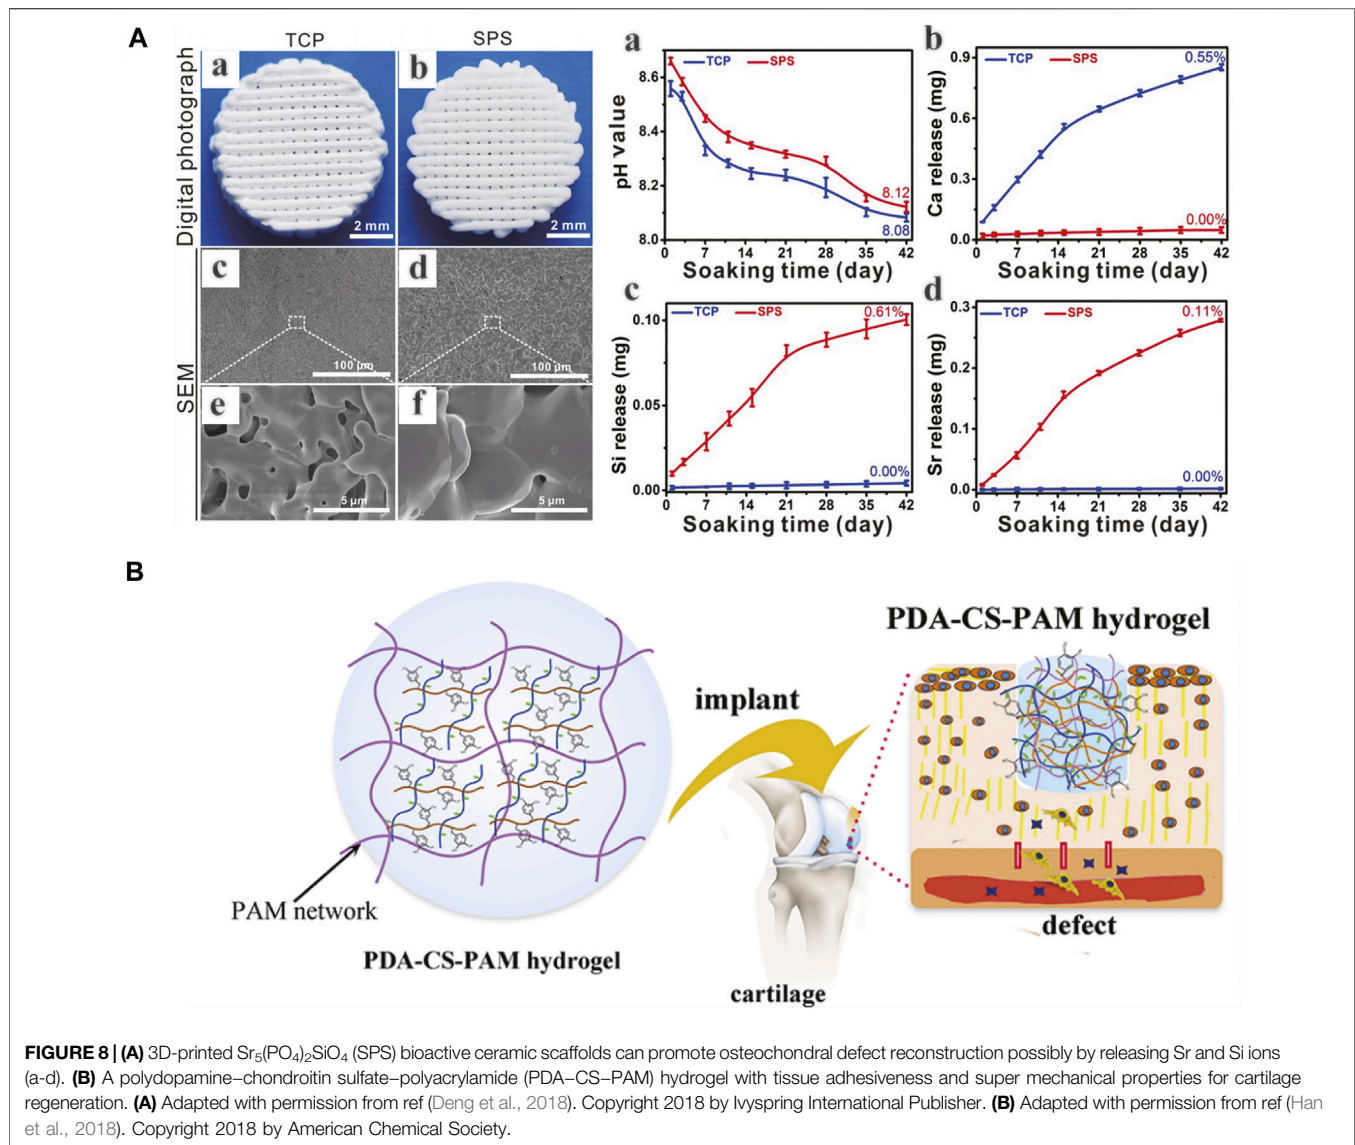 A
TCP
SPS
Digital photograph
a
b
2 mm
2 mm
SEM
c
d
100 µm
100 µm
e
f
5 µm
5 µm
a
TCP
SPS
8.6
8.4
8.2
8.0
pH value
8.12
8.08
0 7 14 21 28 35 42
Soaking time (day)
b
TCP
SPS
0.55%
0.9
0.6
0.3
0.0
Ca release (mg)
0.00%
0 7 14 21 28 35 42
Soaking time (day)
c
TCP
SPS
0.61%
0.10
0.05
0.00
Si release (mg)
0.00%
0 7 14 21 28 35 42
Soaking time (day)
d
TCP
SPS
0.11%
0.3
0.2
0.1
0.0
Sr release (mg)
0.00%
0 7 14 21 28 35 42
Soaking time (day)
B
PDA-CS-PAM hydrogel
implant
PAM network
PDA-CS-PAM hydrogel
defect
cartilage
FIGURE 8 | (A) 3D-printed Sr₅(PO₄)₂SiO₄ (SPS) bioactive ceramic scaffolds can promote osteochondral defect reconstruction possibly by releasing Sr and Si ions
(a-d). (B) A polydopamine–chondroitin sulfate–polyacrylamide (PDA–CS–PAM) hydrogel with tissue adhesiveness and super mechanical properties for cartilage
regeneration. (A) Adapted with permission from ref (Deng et al., 2018). Copyright 2018 by Ivyspring International Publisher. (B) Adapted with permission from ref (Han
et al., 2018). Copyright 2018 by American Chemical Society.